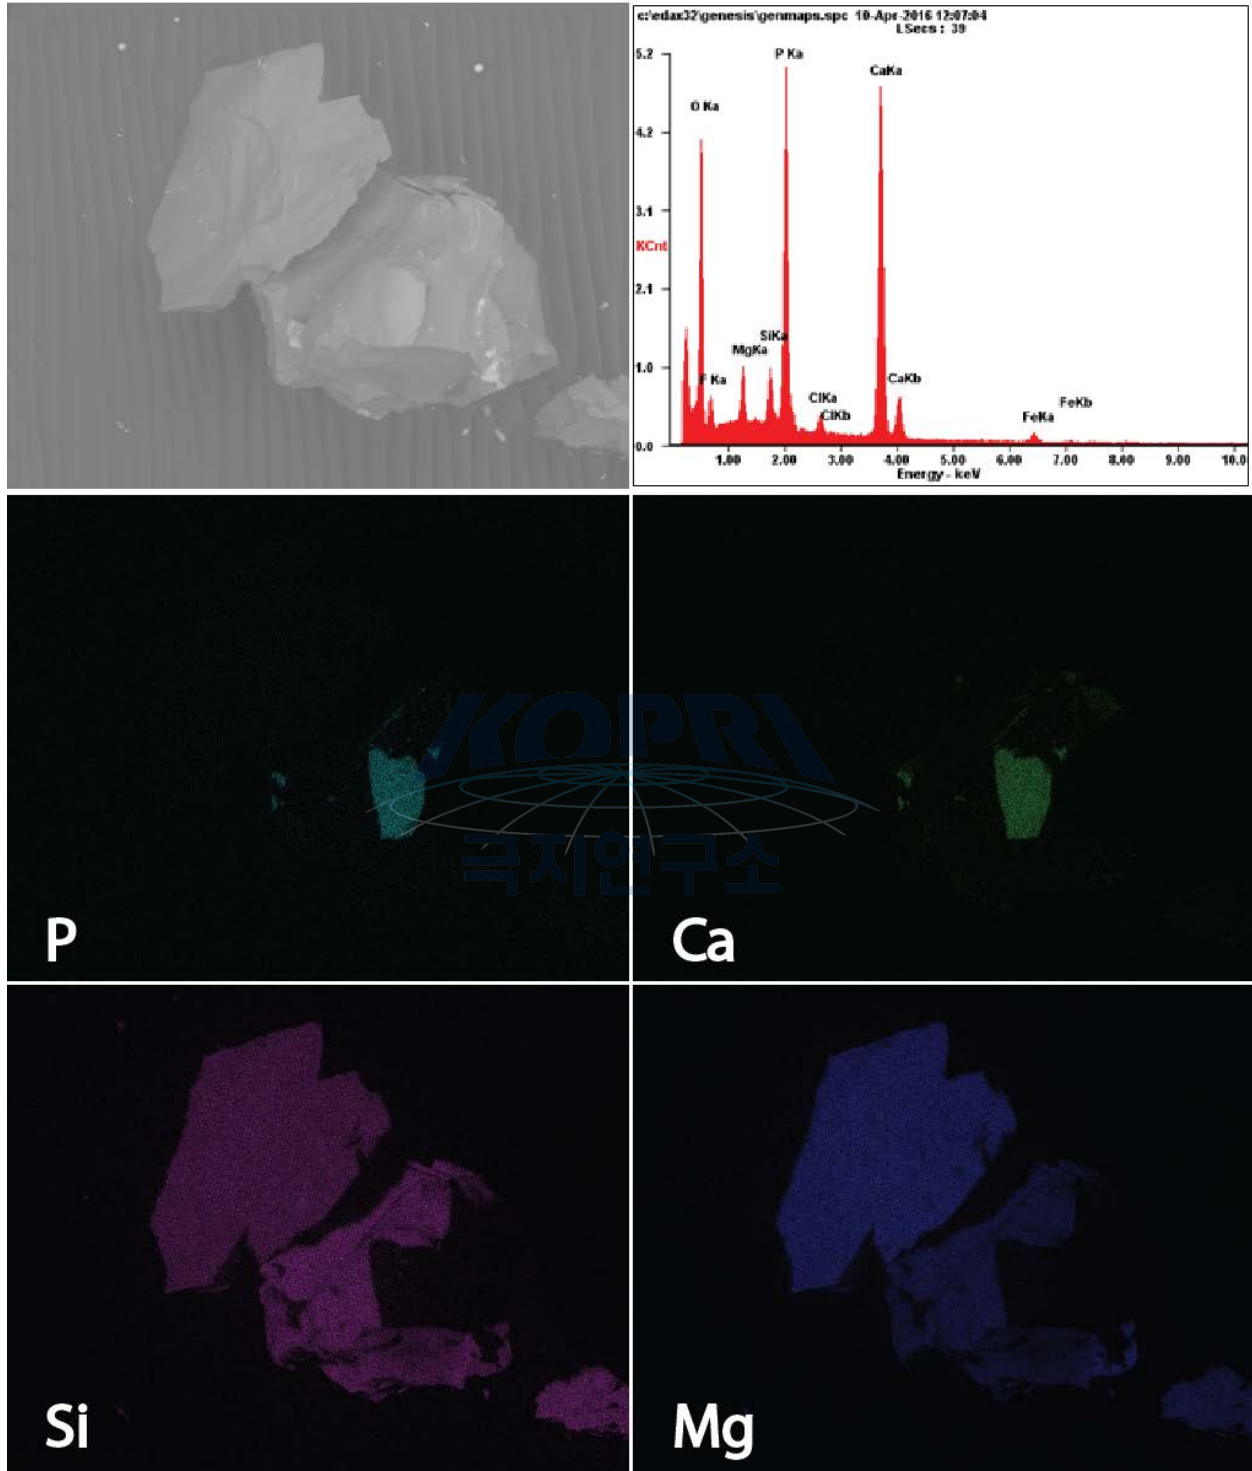 c:\edax32\genesis\genmaps.spc 10-Apr-2016 12:07:04
LSecs : 39
5.2
4.2
3.1
KCnt
2.1
1.0
0.0
P Ka
CaKa
O Ka
SiKa
MgKa
F Ka
CaKb
ClKa
ClKb
FeKb
FeKa
1.00 2.00 3.00 4.00 5.00 6.00 7.00 8.00 9.00 10.0
Energy - keV
KOPRI
극지연구소
P
Ca
Si
Mg